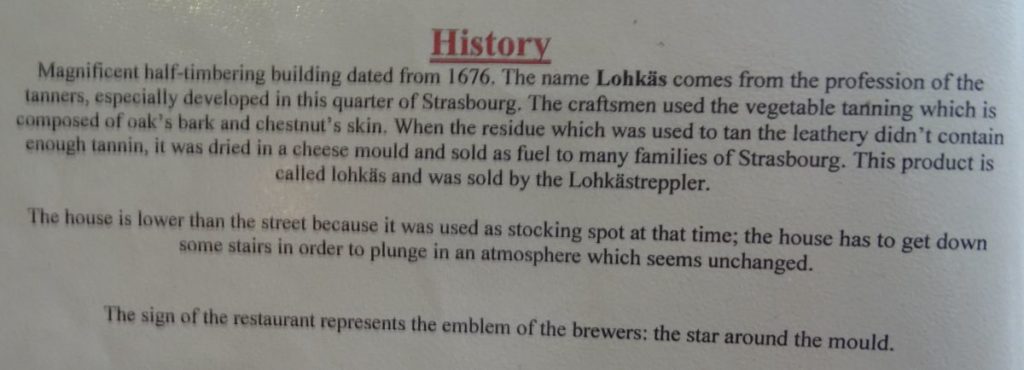 History
Magnificent half-timbering building dated from 1676. The name Lohkäs comes from the profession of the
tanners, especially developed in this quarter of Strasbourg. The craftsmen used the vegetable tanning which is
composed of oak's bark and chestnut's skin. When the residue which was used to tan the leathery didn't contain
enough tannin, it was dried in a cheese mould and sold as fuel to many families of Strasbourg. This product is
called lohkäs and was sold by the Lohkästreppler.
The house is lower than the street because it was used as stocking spot at that time; the house has to get down
some stairs in order to plunge in an atmosphere which seems unchanged.
The sign of the restaurant represents the emblem of the brewers: the star around the mould.